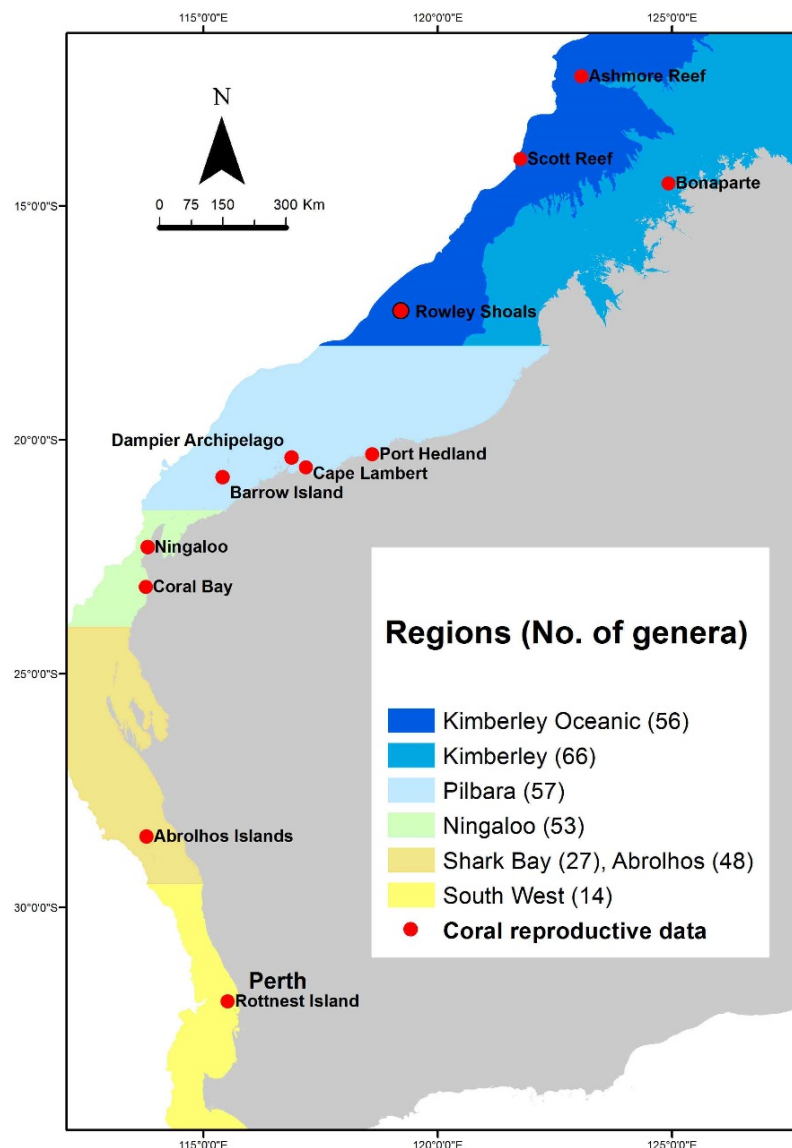 115°0'0"E 120°0'0"E 125°0'0"E
Ashmore Reef
N
Scott Reef
Bonaparte
15°0'0"S
0 75 150 300 Km
Rowley Shoals
20°0'0"S
Dampier Archipelago
Port Hedland
Cape Lambert
Barrow Island
Ningaloo
Coral Bay
Regions (No. of genera)
25°0'0"S
Kimberley Oceanic (56)
Kimberley (66)
Pilbara (57)
Ningaloo (53)
Abrolhos Islands
Shark Bay (27), Abrolhos (48)
South West (14)
30°0'0"S
Coral reproductive data
Perth
Rottnest Island
115°0'0"E 120°0'0"E 125°0'0"E